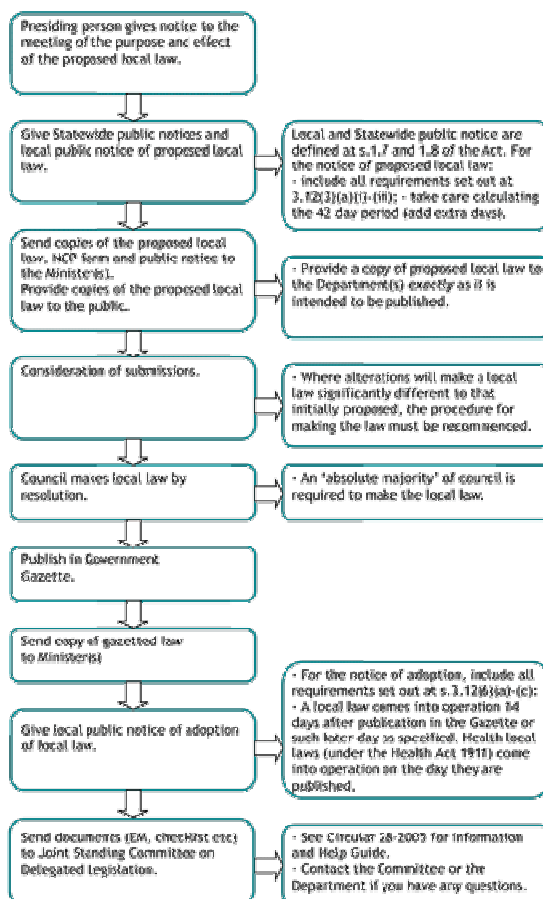 Presiding person gives notice to the
meeting of the purpose and effect
of the proposed local law.
Give Statewide public notices and
local public notice of proposed local
law.
Local and Statewide public notice are
defined at s.1.7 and 1.8 of the Act. For
the notice of proposed local law:
- include all requirements set out at
3.12(3)(a)(i)-(iii); - take care calculating
the 42 day period (add extra days).
Send copies of the proposed local
law, NCP form and public notice to
the Minister(s).
Provide copies of the proposed local
law to the public.
- Provide a copy of proposed local law to
the Department(s) exactly as it is
intended to be published.
Consideration of submissions.
- Where alterations will make a local
law significantly different to that
initially proposed, the procedure for
making the law must be recommenced.
Council makes local law by
resolution.
- An 'absolute majority' of council is
required to make the local law.
Publish in Government
Gazette.
Send copy of gazetted law
to Minister(s)
Give local public notice of adoption
of local law.
- For the notice of adoption, include all
requirements set out at s.3.12(6)(a)-(c):
- A local law comes into operation 14
days after publication in the Gazette or
such later day as specified. Health local
laws (under the Health Act 1911) come
into operation on the day they are
published.
Send documents (EM, checklist etc)
to Joint Standing Committee on
Delegated Legislation.
- See Circular 28-2005 for information
and Help Guide.
- Contact the Committee or the
Department if you have any questions.